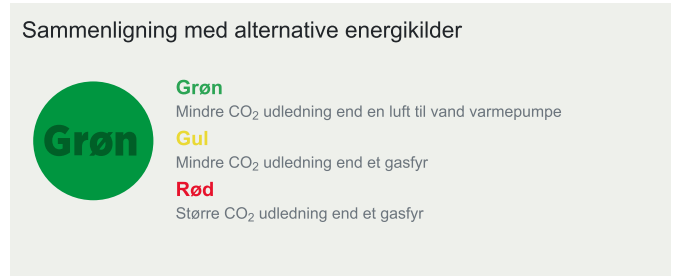 Sammenligning med alternative energikilder
Grøn
Grøn
Mindre CO₂ udledning end en luft til vand varmepumpe
Gul
Mindre CO₂ udledning end et gasfyr
Rød
Større CO₂ udledning end et gasfyr